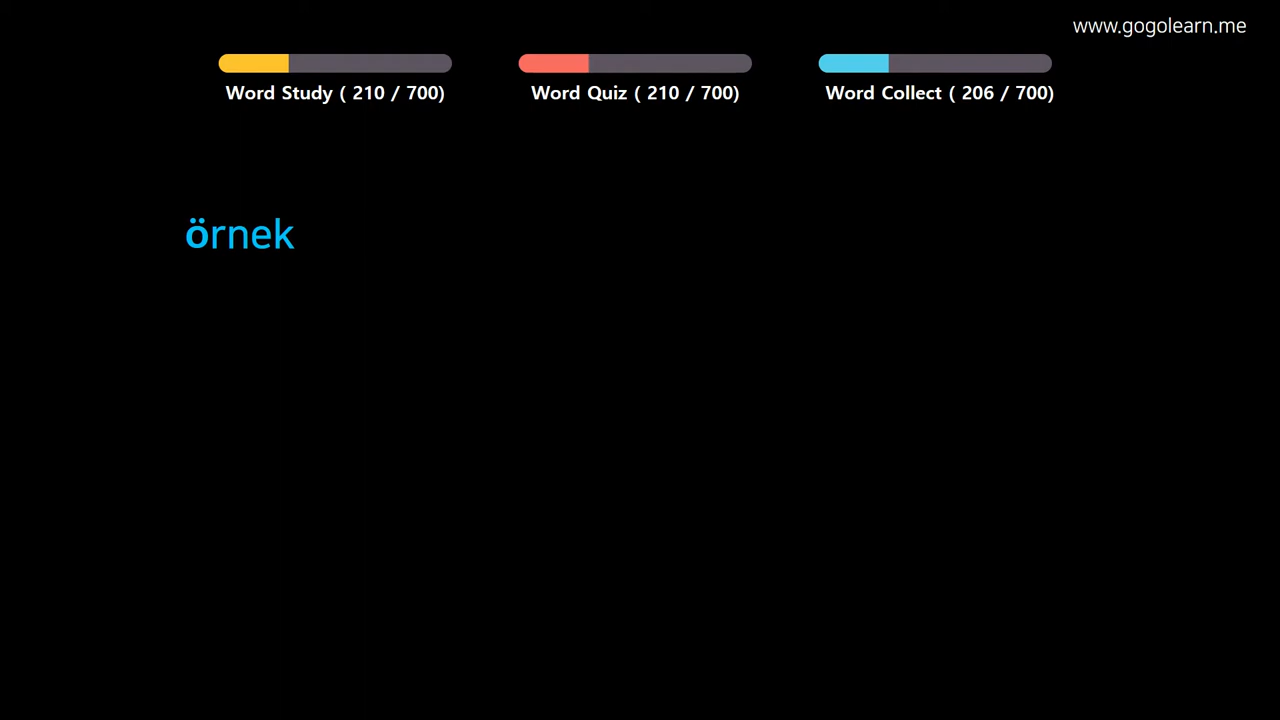 www.gogolearn.me
Word Study ( 210 / 700)
Word Quiz ( 210 / 700)
Word Collect ( 206 / 700)
örnek